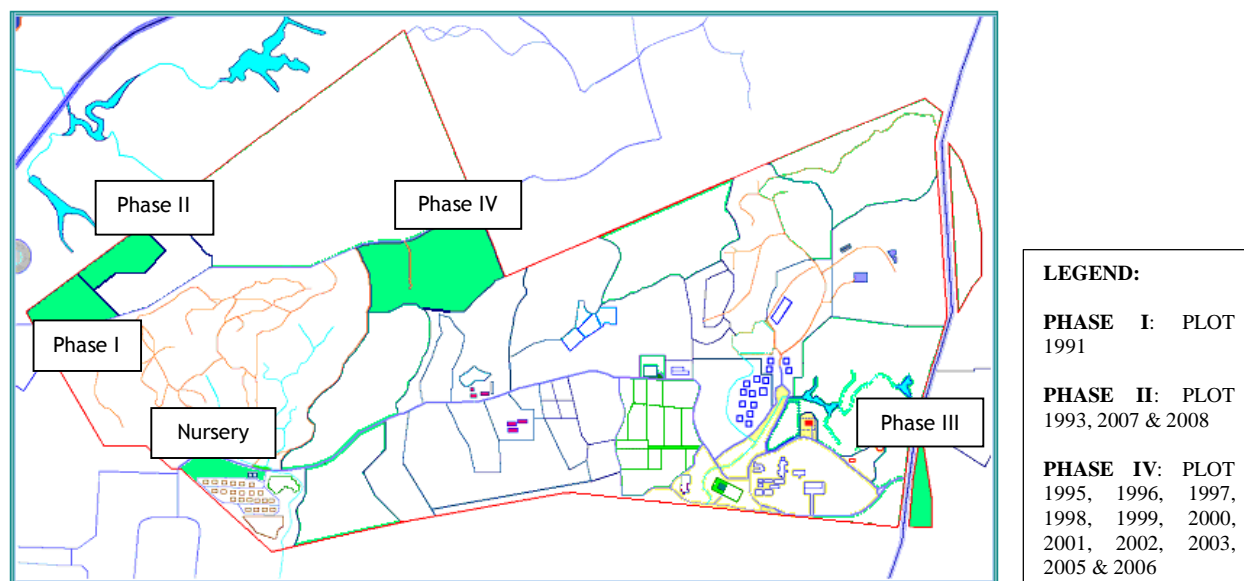 Phase II
Phase IV
Phase I
Nursery
Phase III
LEGEND:
PHASE I: PLOT
1991
PHASE II: PLOT
1993, 2007 & 2008
PHASE IV: PLOT
1995, 1996, 1997,
1998, 1999, 2000,
2001, 2002, 2003,
2005 & 2006